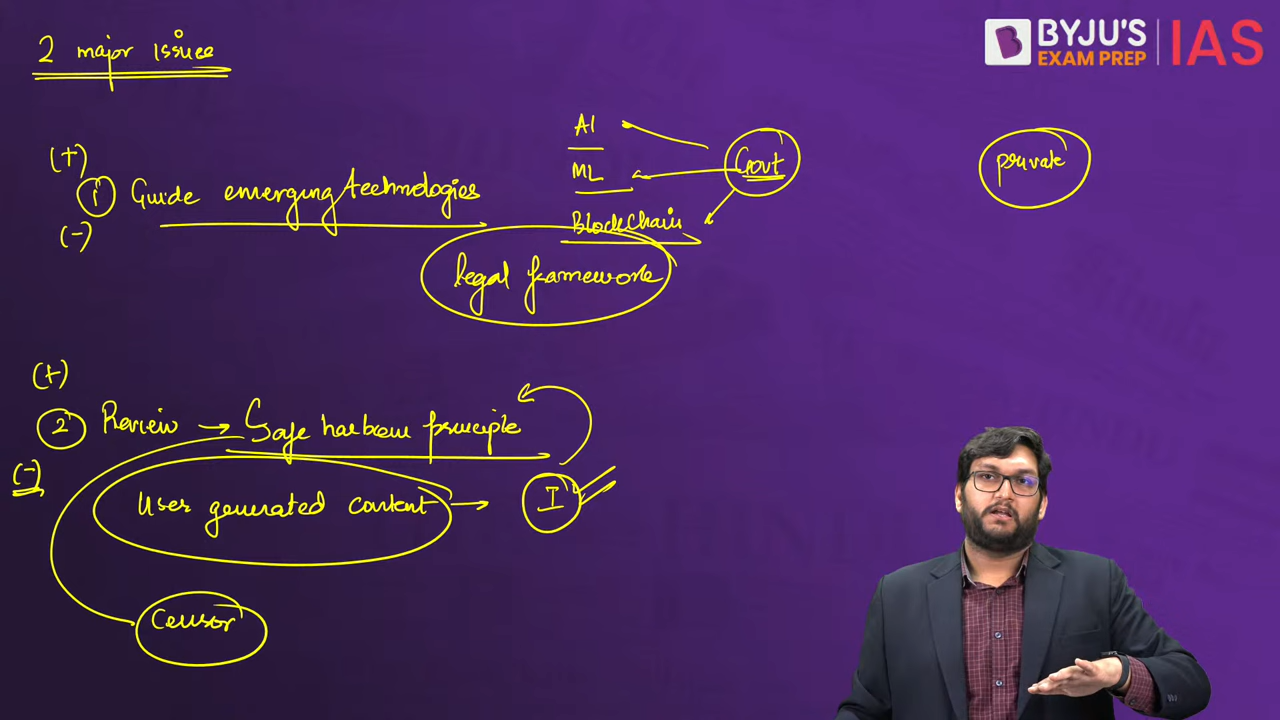 2 major issues
BYJU'S
EXAM PREP
IAS
(+)
1 Guide emerging technologies
(-)
AI
ML
Blockchain
Govt
private
legal framework
(+)
2 Review → Safe harbour principle
(-)
User generated content → I
Censor